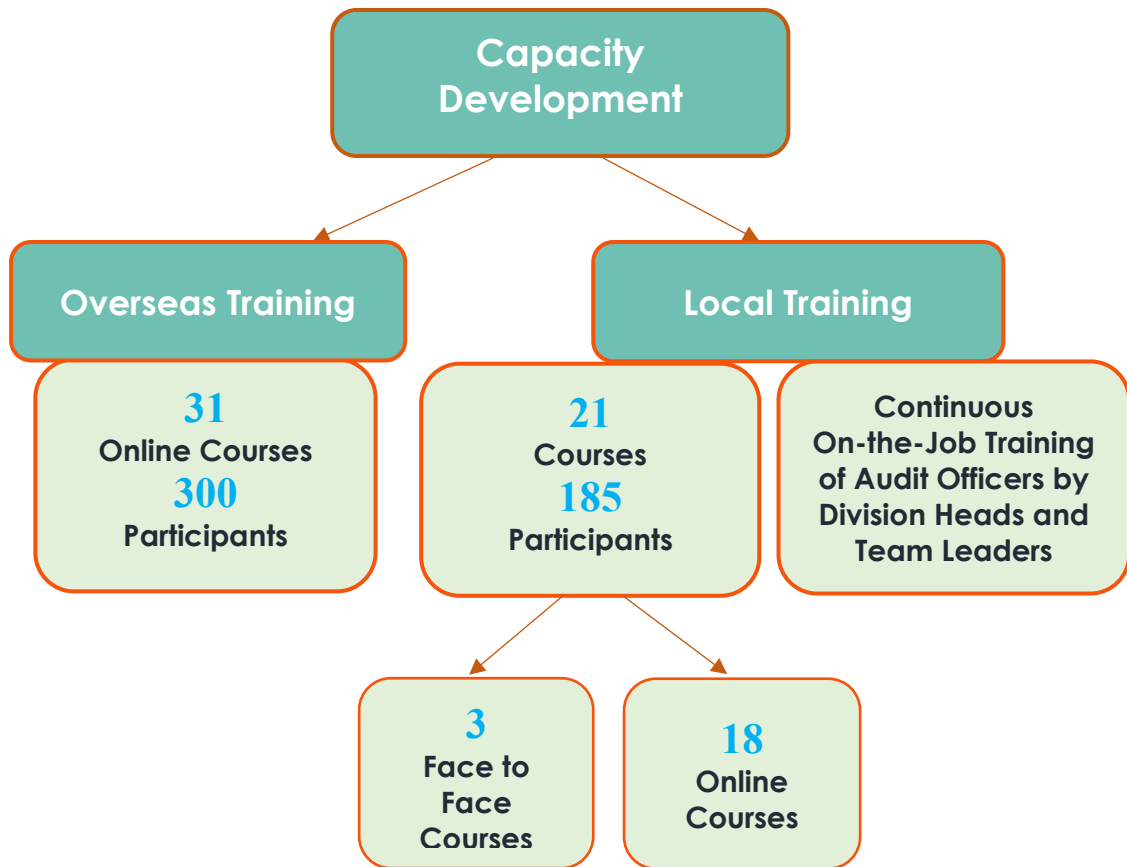 Capacity
Development
Overseas Training
Local Training
31
Online Courses
300
Participants
21
Courses
185
Participants
Continuous
On-the-Job Training
of Audit Officers by
Division Heads and
Team Leaders
3
Face to
Face
Courses
18
Online
Courses